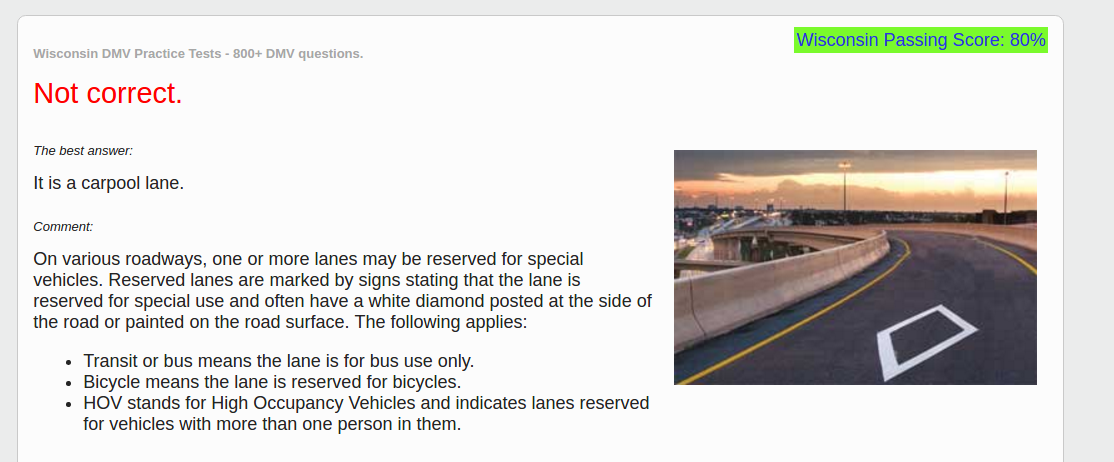 Wisconsin Passing Score: 80%
Wisconsin DMV Practice Tests - 800+ DMV questions.
Not correct.
The best answer:
It is a carpool lane.
Comment:
On various roadways, one or more lanes may be reserved for special
vehicles. Reserved lanes are marked by signs stating that the lane is
reserved for special use and often have a white diamond posted at the side of
the road or painted on the road surface. The following applies:
• Transit or bus means the lane is for bus use only.
• Bicycle means the lane is reserved for bicycles.
• HOV stands for High Occupancy Vehicles and indicates lanes reserved
for vehicles with more than one person in them.